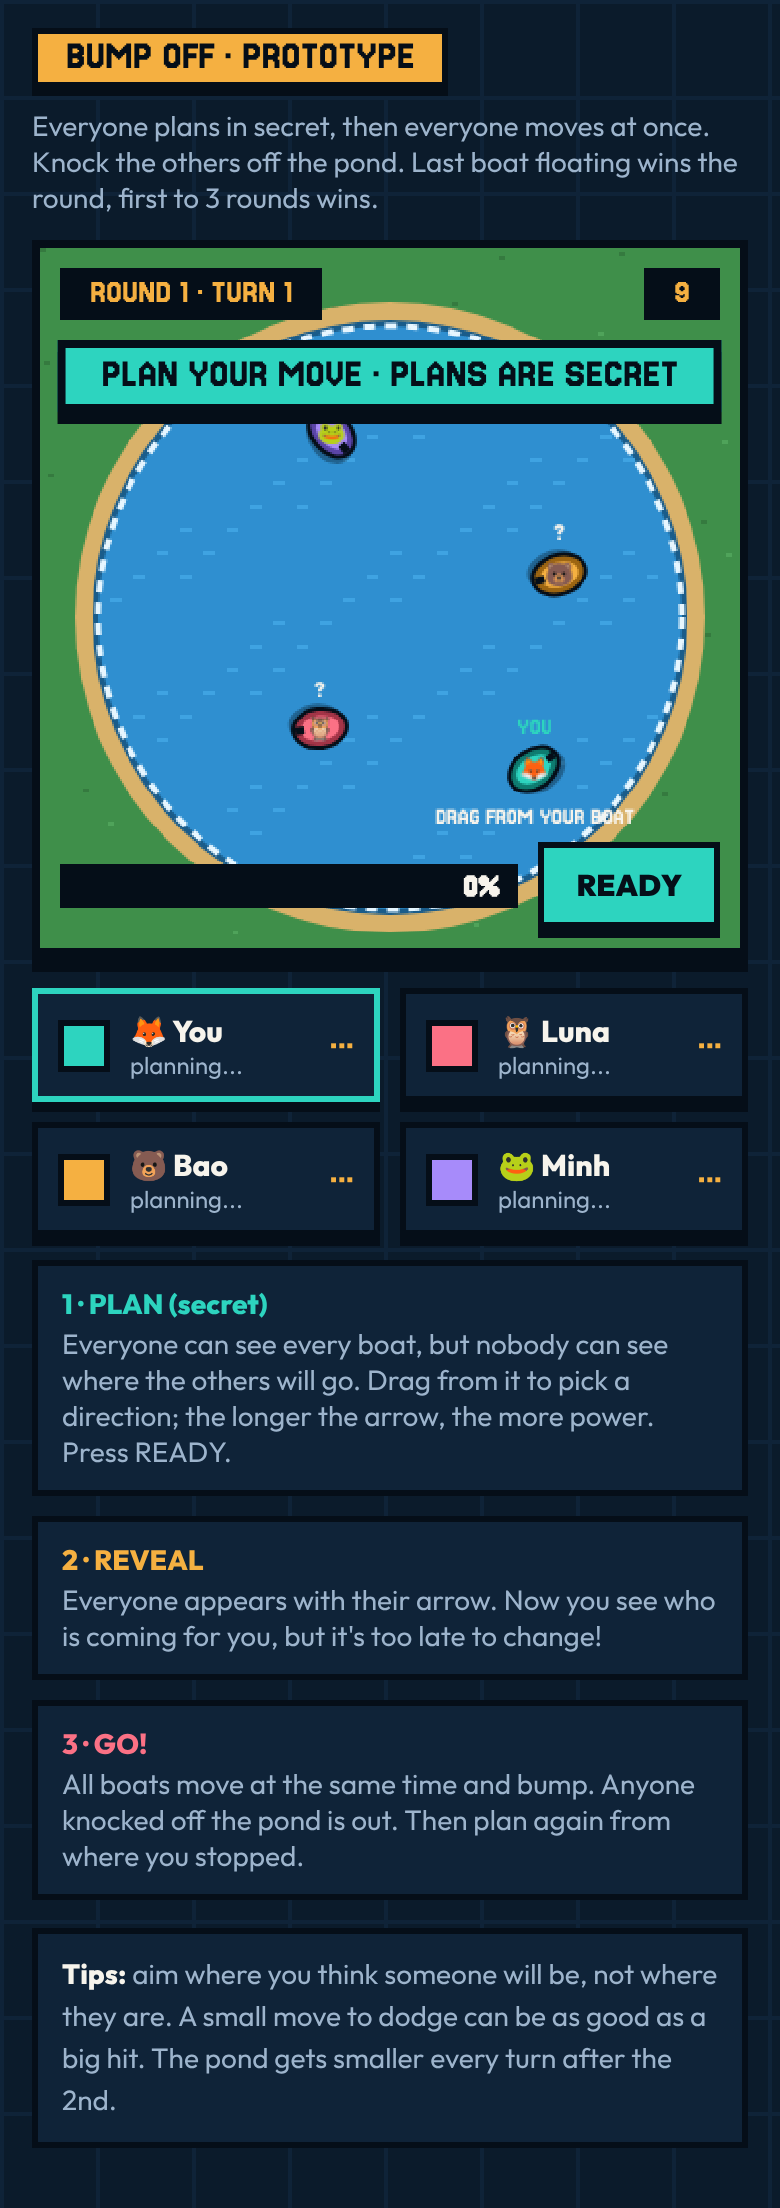 BUMP OFF · PROTOTYPE
Everyone plans in secret, then everyone moves at once.
Knock the others off the pond. Last boat floating wins the
round, first to 3 rounds wins.
ROUND 1 · TURN 1
9
PLAN YOUR MOVE · PLANS ARE SECRET
?
?
YOU
DRAG FROM YOUR BOAT
0%
READY
You
planning...
...
Luna
planning...
...
Bao
planning...
...
Minh
planning...
...
1 · PLAN (secret)
Everyone can see every boat, but nobody can see
where the others will go. Drag from it to pick a
direction; the longer the arrow, the more power.
Press READY.
2 · REVEAL
Everyone appears with their arrow. Now you see who
is coming for you, but it's too late to change!
3 · GO!
All boats move at the same time and bump. Anyone
knocked off the pond is out. Then plan again from
where you stopped.
Tips: aim where you think someone will be, not where
they are. A small move to dodge can be as good as a
big hit. The pond gets smaller every turn after the
2nd.